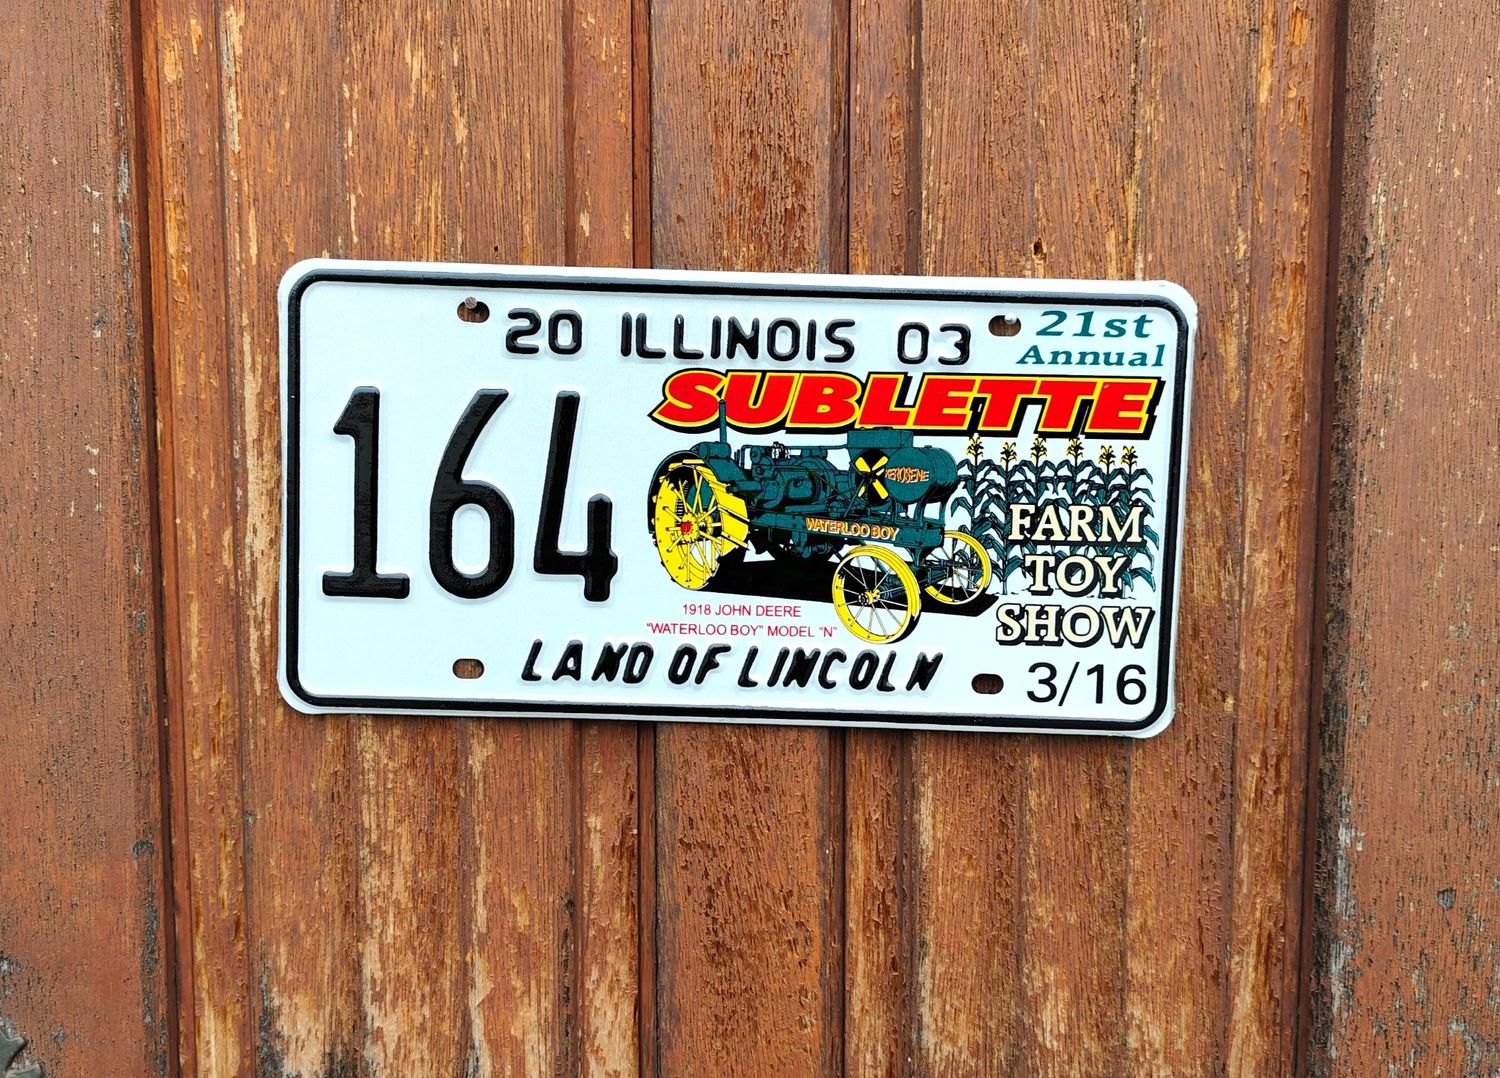 20 ILLINOIS 03
21st
Annual
SUBLETTE
164
KEROSENE
WATERLOO BOY
FARM
TOY
SHOW
1918 JOHN DEERE
"WATERLOO BOY" MODEL "N"
LAND OF LINCOLN
3/16